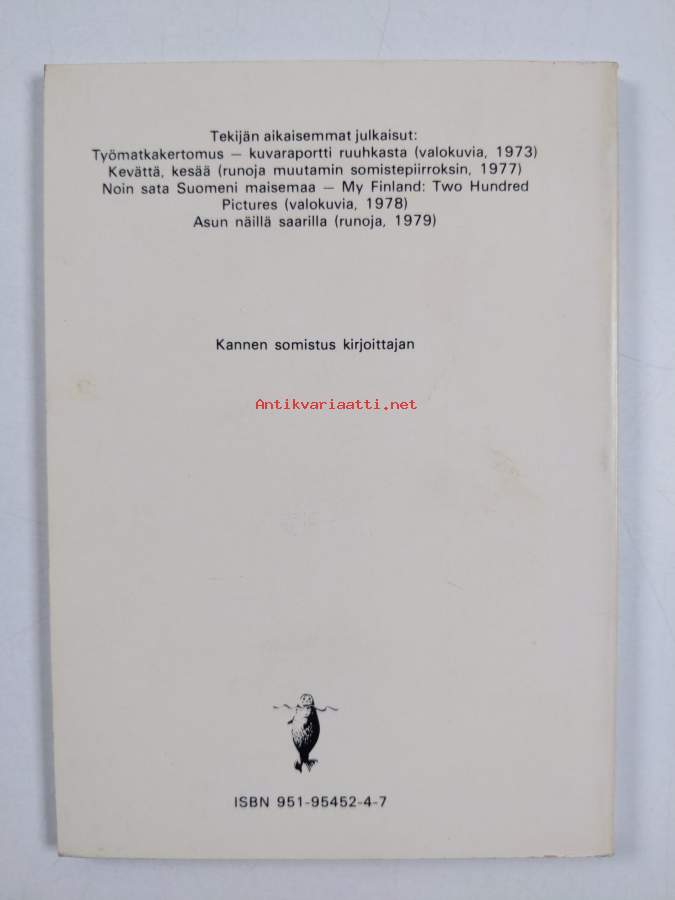 Tekijän aikaisemmat julkaisut:
Työmatkakertomus – kuvaraportti ruuhkasta (valokuvia, 1973)
Kevättä, kesää (runoja muutamin somistepiirroksin, 1977)
Noin sata Suomeni maisemaa – My Finland: Two Hundred
Pictures (valokuvia, 1978)
Asun näillä saarilla (runoja, 1979)
Kannen somistus kirjoittajan
Antikvariaatti.net
ISBN 951-95452-4-7